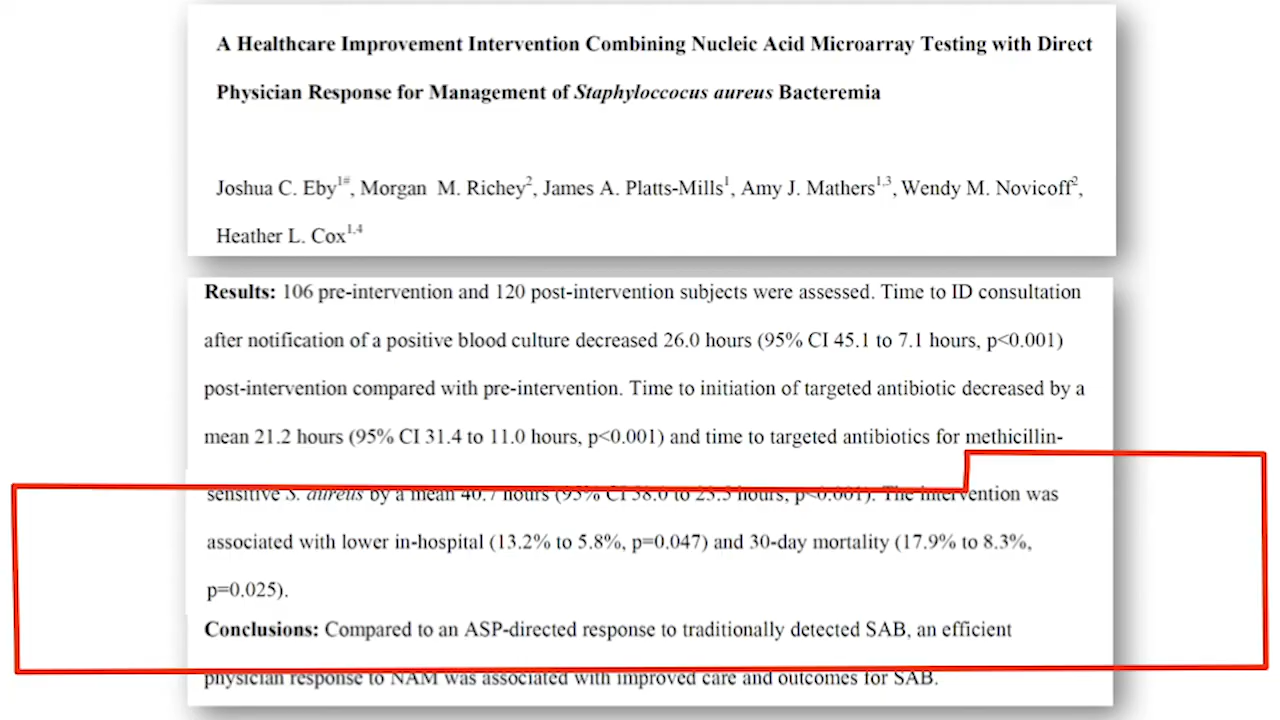 A Healthcare Improvement Intervention Combining Nucleic Acid Microarray Testing with Direct
Physician Response for Management of Staphyloccocus aureus Bacteremia
Joshua C. Eby1#, Morgan M. Richey2, James A. Platts-Mills1, Amy J. Mathers1,3, Wendy M. Novicoff2,
Heather L. Cox1,4
Results: 106 pre-intervention and 120 post-intervention subjects were assessed. Time to ID consultation
after notification of a positive blood culture decreased 26.0 hours (95% CI 45.1 to 7.1 hours, p<0.001)
post-intervention compared with pre-intervention. Time to initiation of targeted antibiotic decreased by a
mean 21.2 hours (95% CI 31.4 to 11.0 hours, p<0.001) and time to targeted antibiotics for methicillin-
sensitive S. aureus by a mean 40.7 hours (95% CI to hours, p<0.001). The intervention was
associated with lower in-hospital (13.2% to 5.8%, p=0.047) and 30-day mortality (17.9% to 8.3%,
p=0.025).
Conclusions: Compared to an ASP-directed response to traditionally detected SAB, an efficient
physician response to NAM was associated with improved care and outcomes for SAB.